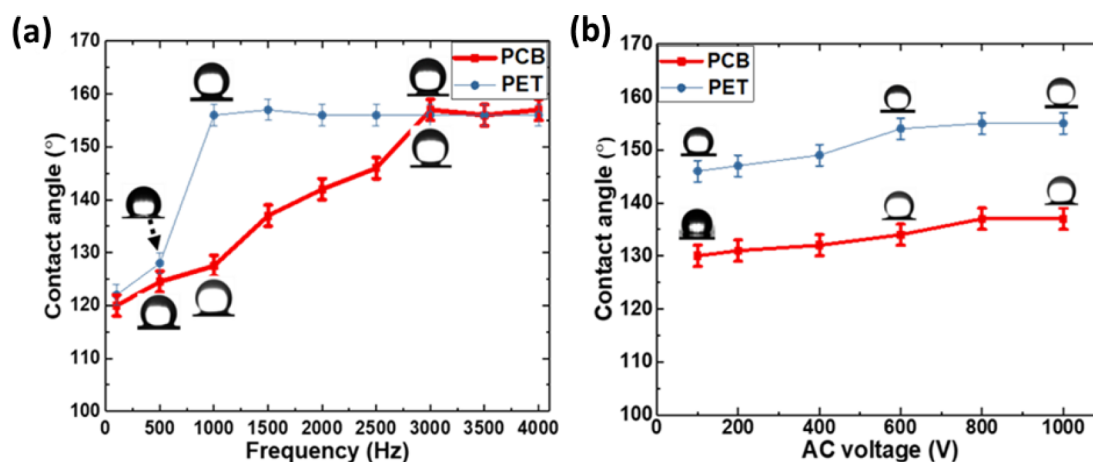 (a)
170
160
150
140
130
120
110
100
Contact angle (°)
0 500 1000 1500 2000 2500 3000 3500 4000
Frequency (Hz)
PCB
PET
(b)
170
160
150
140
130
120
110
100
Contact angle (°)
0 200 400 600 800 1000
AC voltage (V)
PCB
PET